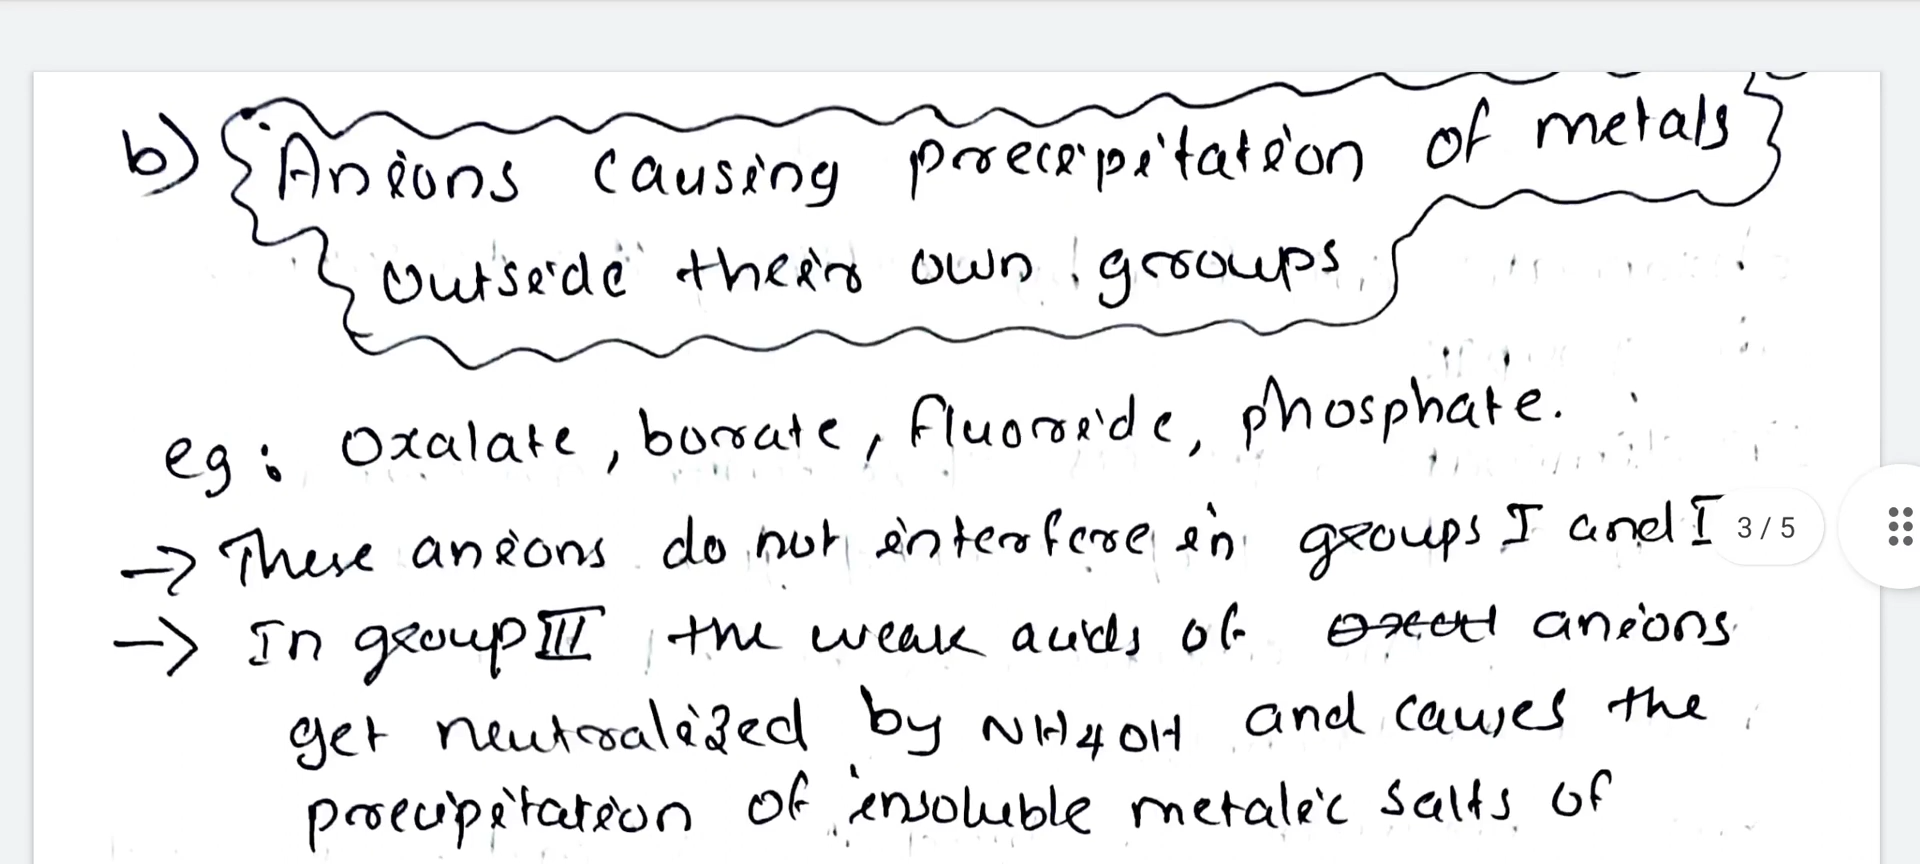 b) Anions causing precipitation of metals
outside their own groups
eg: Oxalate, borate, fluoride, phosphate.
→ These anions do not interfere in groups I and I
3 / 5
→ In group III the weak acids of anions
get neutralized by NH4OH and causes the
precipitation of insoluble metalic salts of